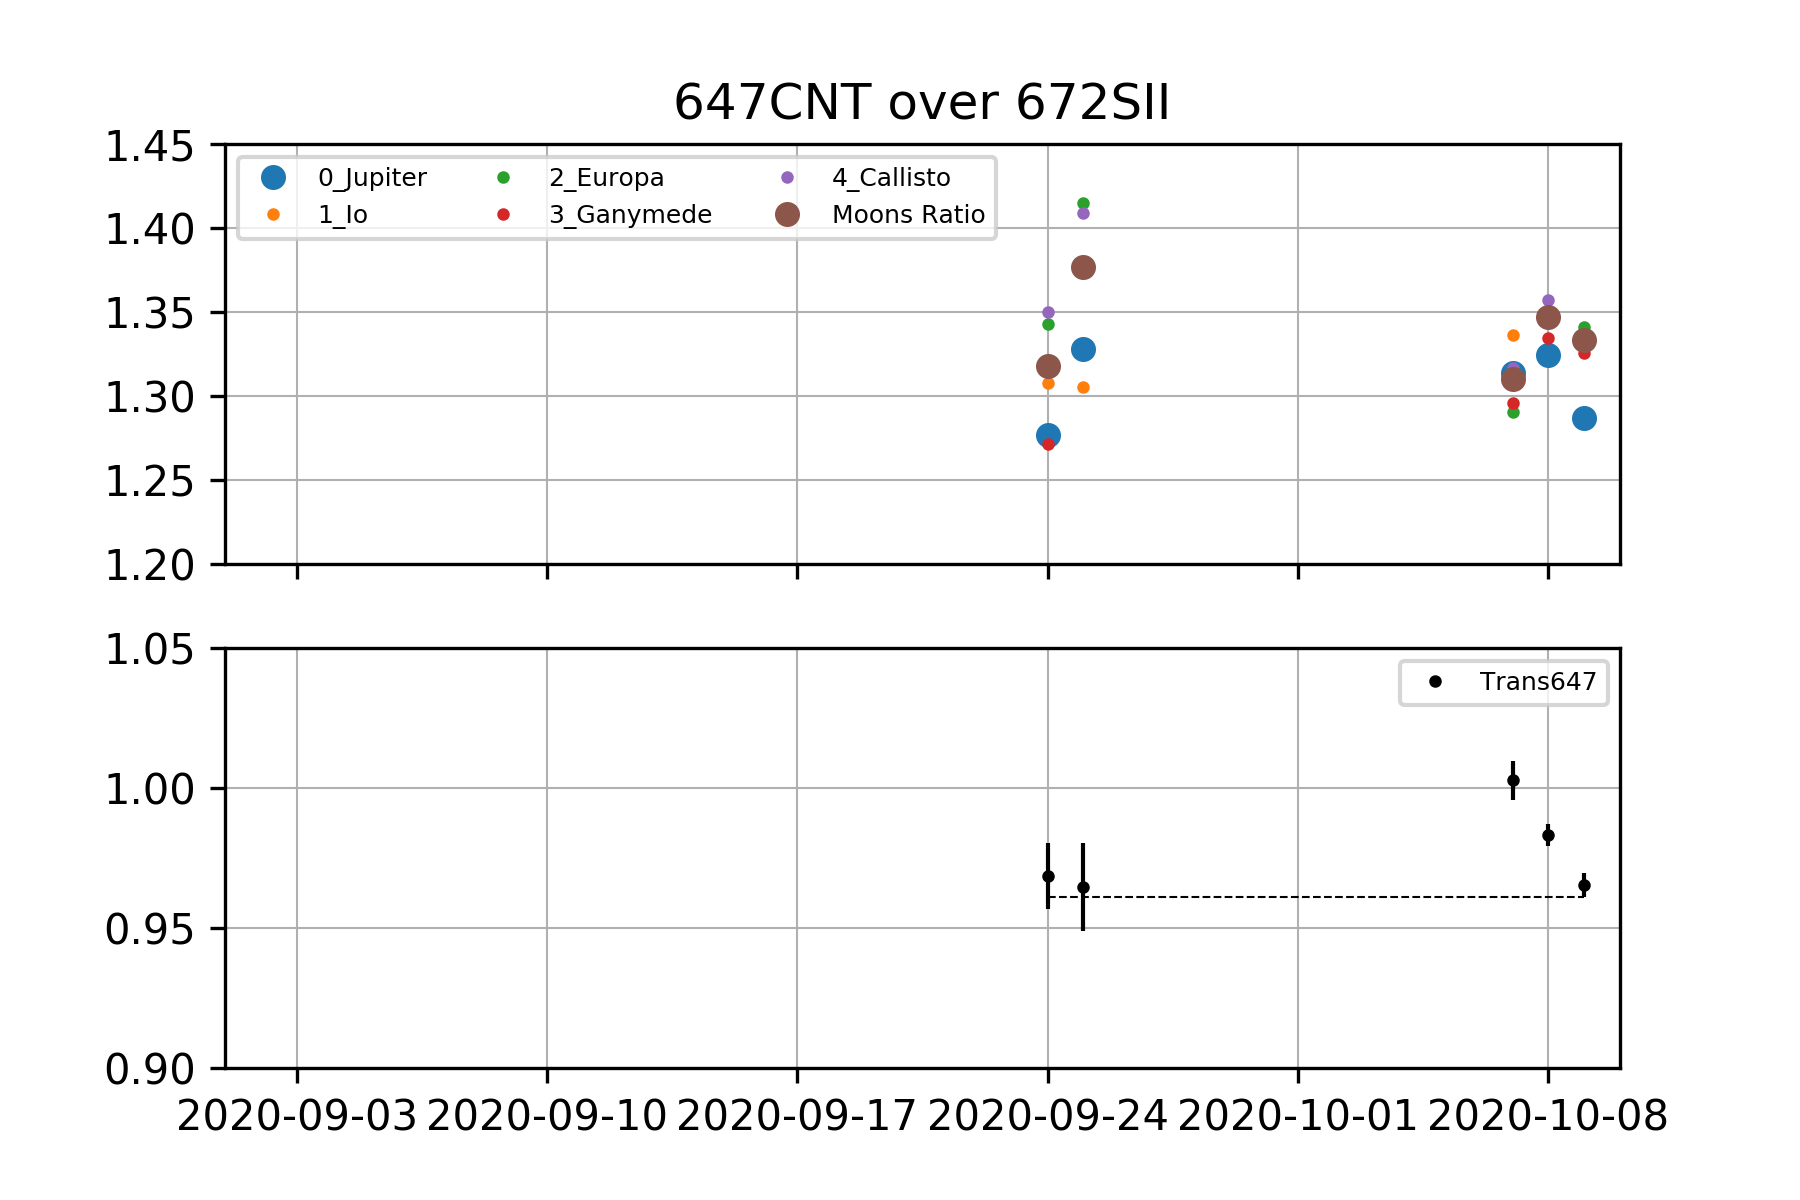 647CNT over 672SII
1.45
1.40
1.35
1.30
1.25
1.20
0_Jupiter 2_Europa 4_Callisto
1_Io 3_Ganymede Moons Ratio
1.05
1.00
0.95
0.90
Trans647
2020-09-03 2020-09-10 2020-09-17 2020-09-24 2020-10-01 2020-10-08